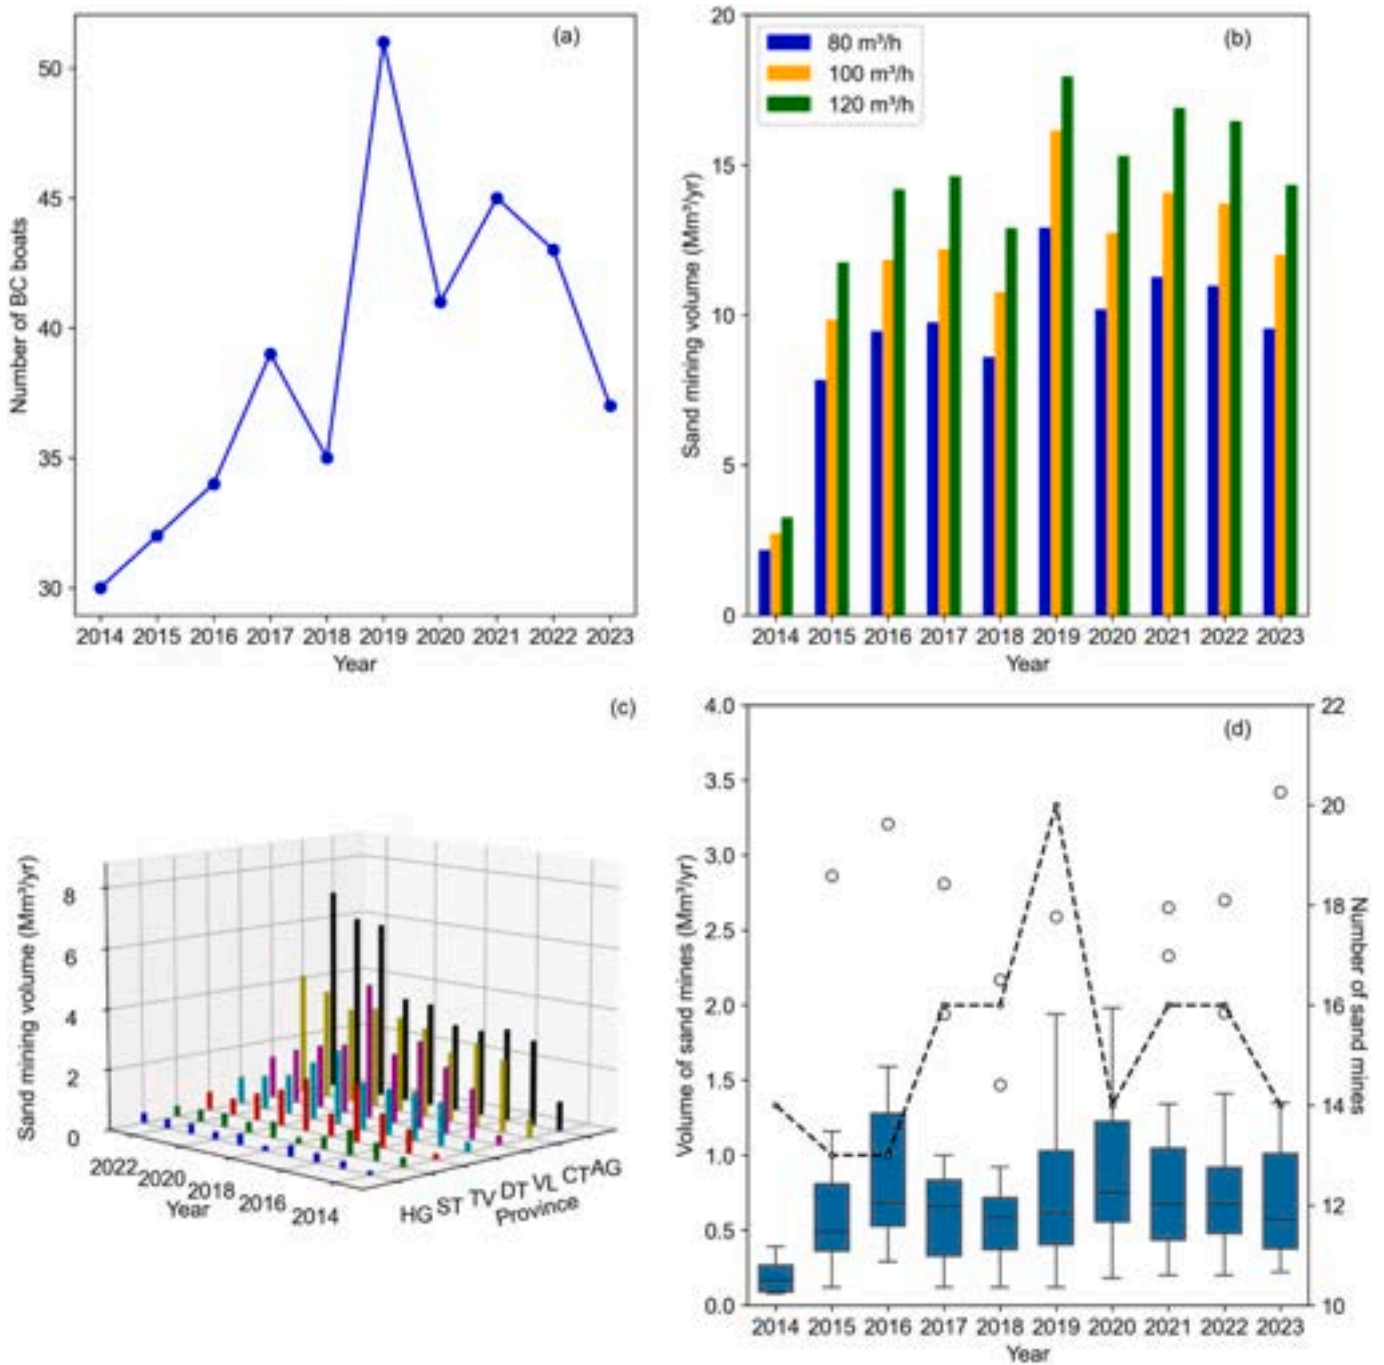 (a)
50
45
40
35
30
Number of BC boats
2014 2015 2016 2017 2018 2019 2020 2021 2022 2023
Year
(b)
80 m³/h
100 m³/h
120 m³/h
20
15
10
5
0
Sand mining volume (Mm³/yr)
2014 2015 2016 2017 2018 2019 2020 2021 2022 2023
Year
(c)
8
6
4
2
0
Sand mining volume (Mm³/yr)
2022 2020 2018 2016 2014
Year
HG ST TV DT VL CT AG
Province
(d)
4.0
3.5
3.0
2.5
2.0
1.5
1.0
0.5
0.0
Volume of sand mines (Mm³/yr)
22
20
18
16
14
12
10
Number of sand mines
2014 2015 2016 2017 2018 2019 2020 2021 2022 2023
Year